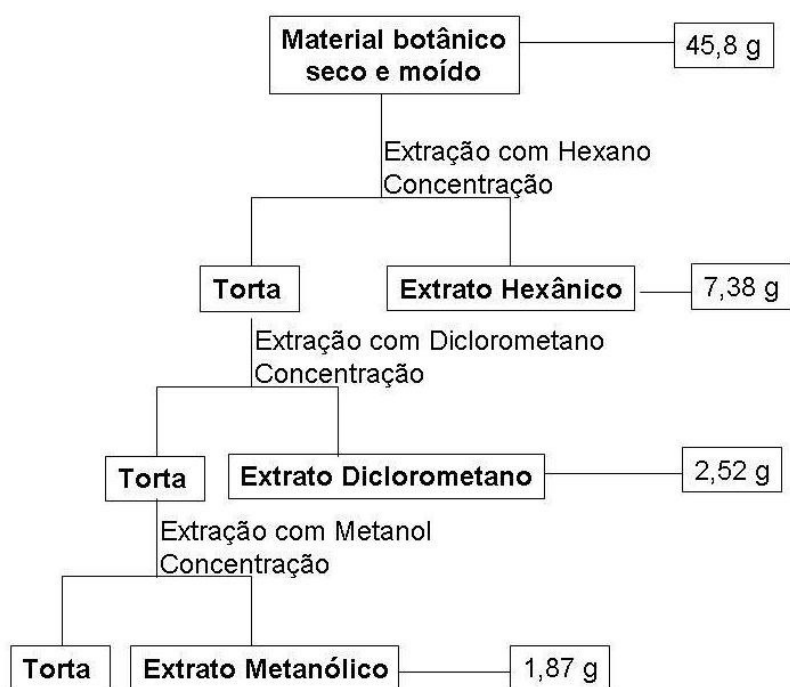 Material botânico
seco e moído
45,8 g
Extração com Hexano
Concentração
Torta
Extrato Hexânico
7,38 g
Extração com Diclorometano
Concentração
Torta
Extrato Diclorometano
2,52 g
Extração com Metanol
Concentração
Torta
Extrato Metanólico
1,87 g